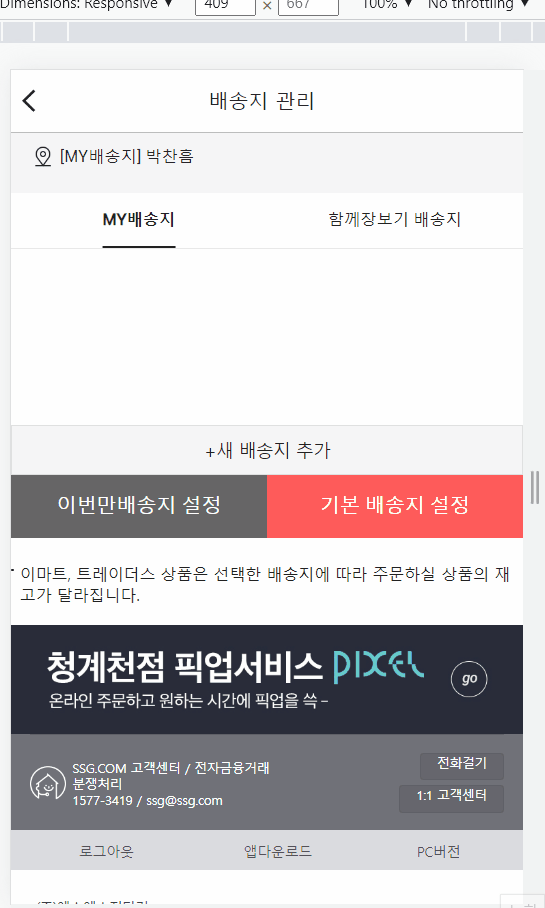 Dimensions: Responsive ▼ 409 × 667 100% ▼ No throttling ▼
배송지 관리
[MY배송지] 박찬흠
MY배송지 함께장보기 배송지
+새 배송지 추가
이번만배송지 설정 기본 배송지 설정
이마트, 트레이더스 상품은 선택한 배송지에 따라 주문하실 상품의 재
고가 달라집니다.
청계천점 픽업서비스 PIXEL
온라인 주문하고 원하는 시간에 픽업을 쓱 –
go
SSG.COM 고객센터 / 전자금융거래
분쟁처리
1577-3419 / ssg@ssg.com
전화걸기
1:1 고객센터
로그아웃 앱다운로드 PC버전